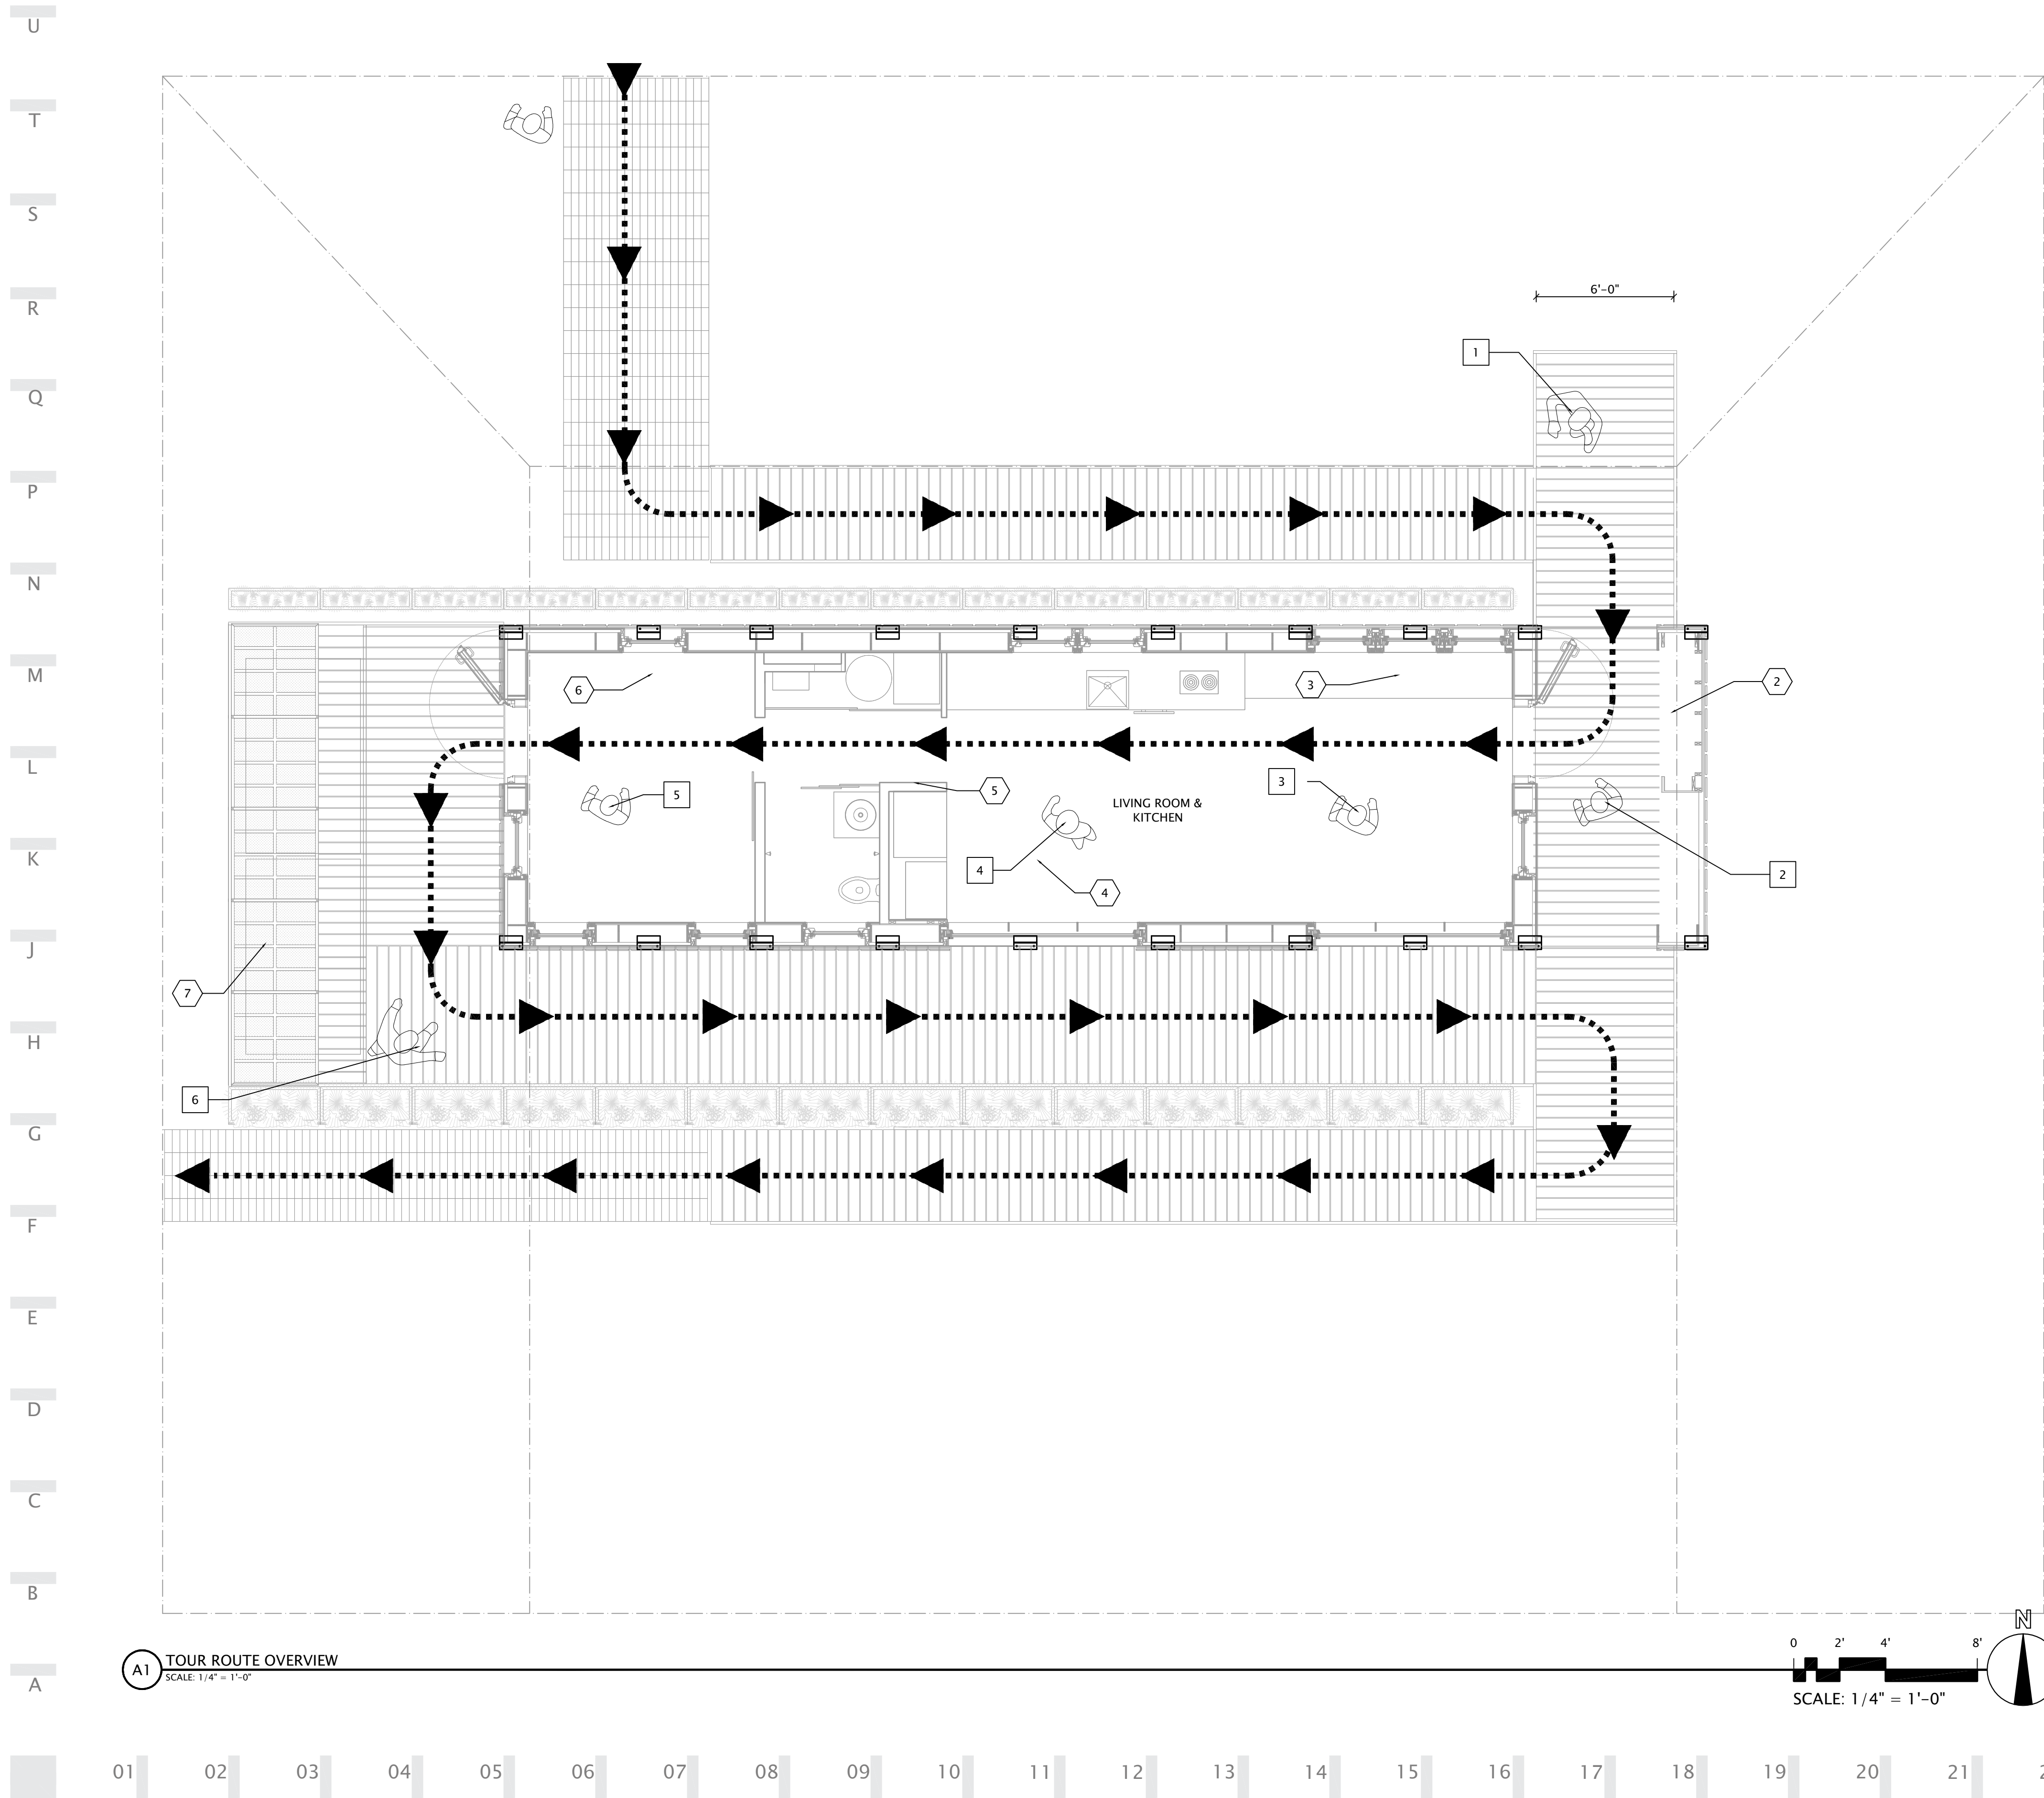 U
T
S
R
6'-0"
1
Q
P
N
M
6
3
2
L
5
5
3
LIVING ROOM &
KITCHEN
K
4
4
2
J
7
H
6
G
F
E
D
C
B
N
A1
TOUR ROUTE OVERVIEW
SCALE: 1/4" = 1'-0"
0 2' 4' 8'
A
SCALE: 1/4" = 1'-0"
01 02 03 04 05 06 07 08 09 10 11 12 13 14 15 16 17 18 19 20 21